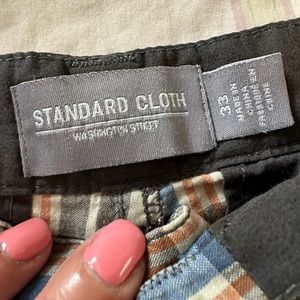 STANDARD CLOTH
WASHINGTON STREET
33
MADE IN
CHINA
FABRIQUÉ EN
CHINE